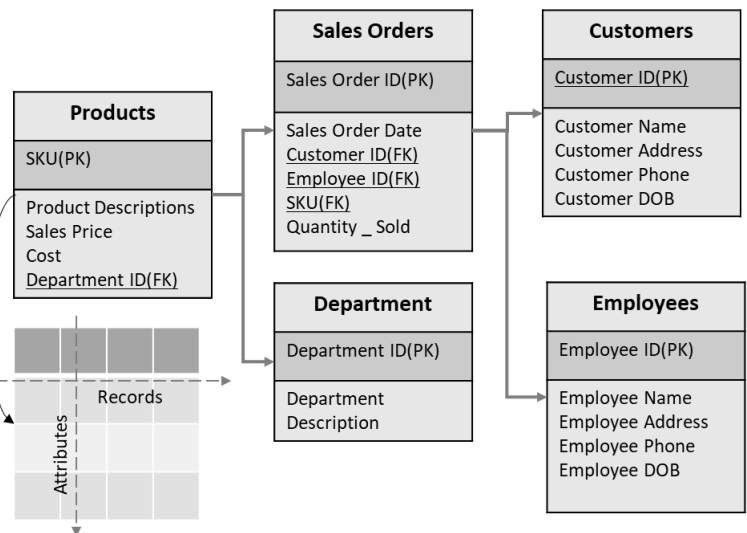 Products
SKU(PK)
Product Descriptions
Sales Price
Cost
Department ID(FK)
Sales Orders
Sales Order ID(PK)
Sales Order Date
Customer ID(FK)
Employee ID(FK)
SKU(FK)
Quantity _ Sold
Customers
Customer ID(PK)
Customer Name
Customer Address
Customer Phone
Customer DOB
Department
Department ID(PK)
Department
Description
Employees
Employee ID(PK)
Employee Name
Employee Address
Employee Phone
Employee DOB
Records
Attributes